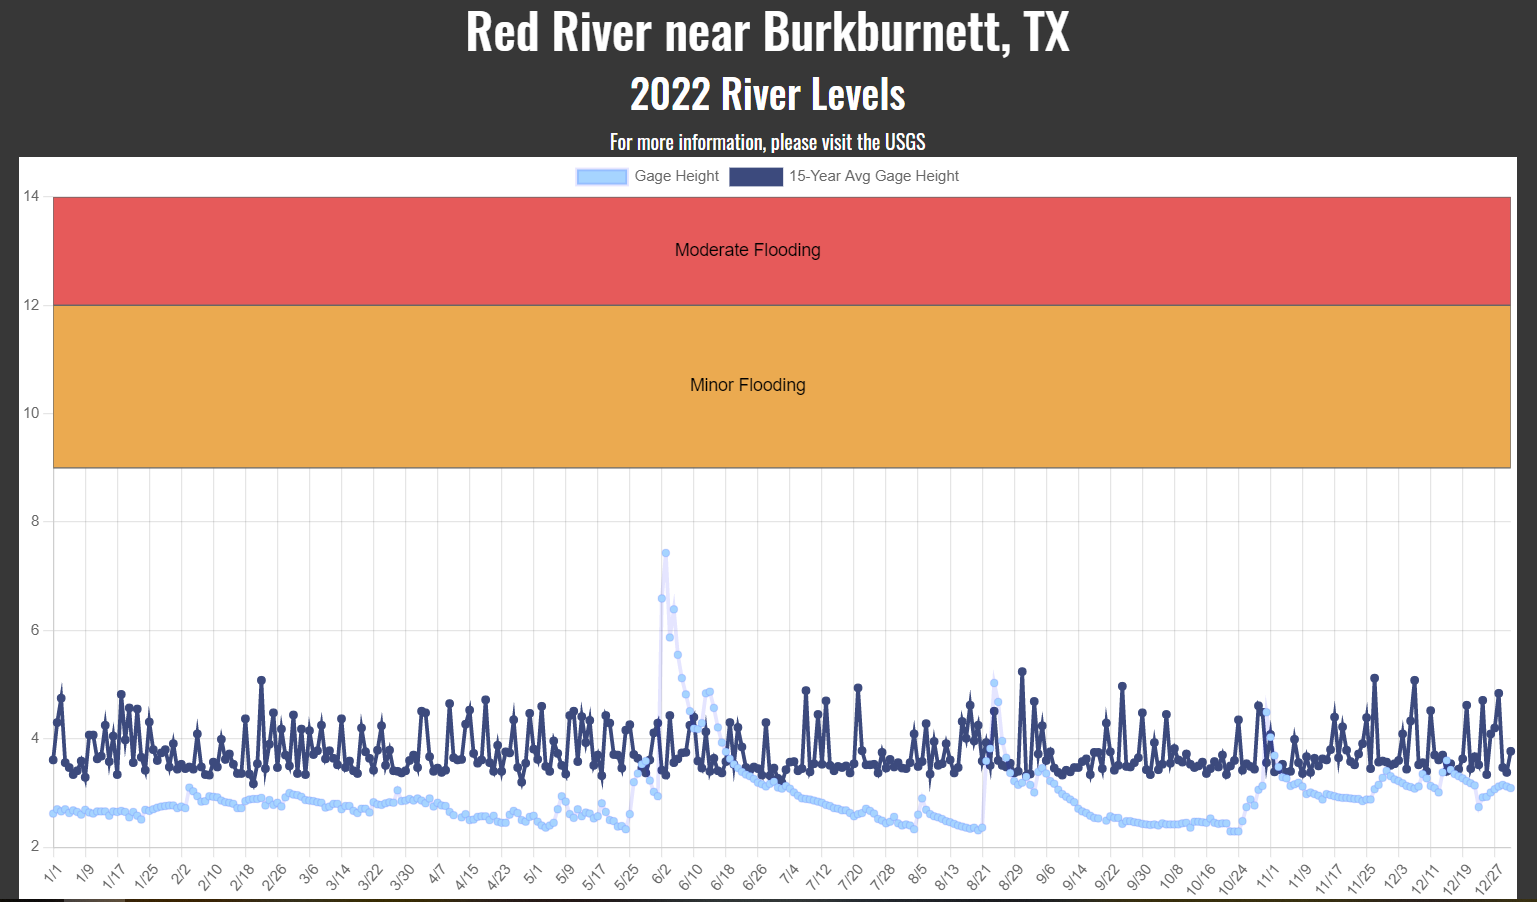 Red River near Burkburnett, TX
2022 River Levels
For more information, please visit the USGS
Gage Height 15-Year Avg Gage Height
14
Moderate Flooding
12
Minor Flooding
10
8
6
4
2
1/1 1/9 1/17 1/25 2/2 2/10 2/18 2/26 3/6 3/14 3/22 3/30 4/7 4/15 4/23 5/1 5/9 5/17 5/25 6/2 6/10 6/18 6/26 7/4 7/12 7/20 7/28 8/5 8/13 8/21 8/29 9/6 9/14 9/22 9/30 10/8 10/16 10/24 11/1 11/9 11/17 11/25 12/3 12/11 12/19 12/27